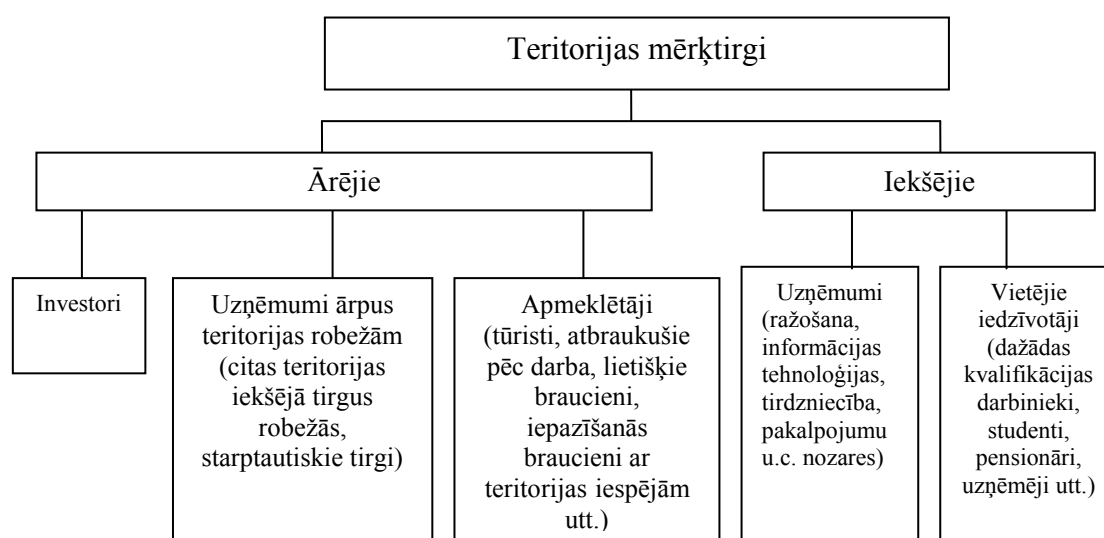 Teritorijas mērķtirgi
Ārējie
Iekšējie
Investori
Uzņēmumi ārpus
teritorijas robežām
(citas teritorijas
iekšējā tirgus
robežās,
starptautiskie tirgi)
Apmeklētāji
(tūristi, atbraukušie
pēc darba, lietišķie
braucieni,
iepazīšanās
braucieni ar
teritorijas iespējām
utt.)
Uzņēmumi
(ražošana,
informācijas
tehnoloģijas,
tirdzniecība,
pakalpojumu
u.c. nozares)
Vietējie
iedzīvotāji
(dažādas
kvalifikācijas
darbinieki,
studenti,
pensionāri,
uzņēmēji utt.)